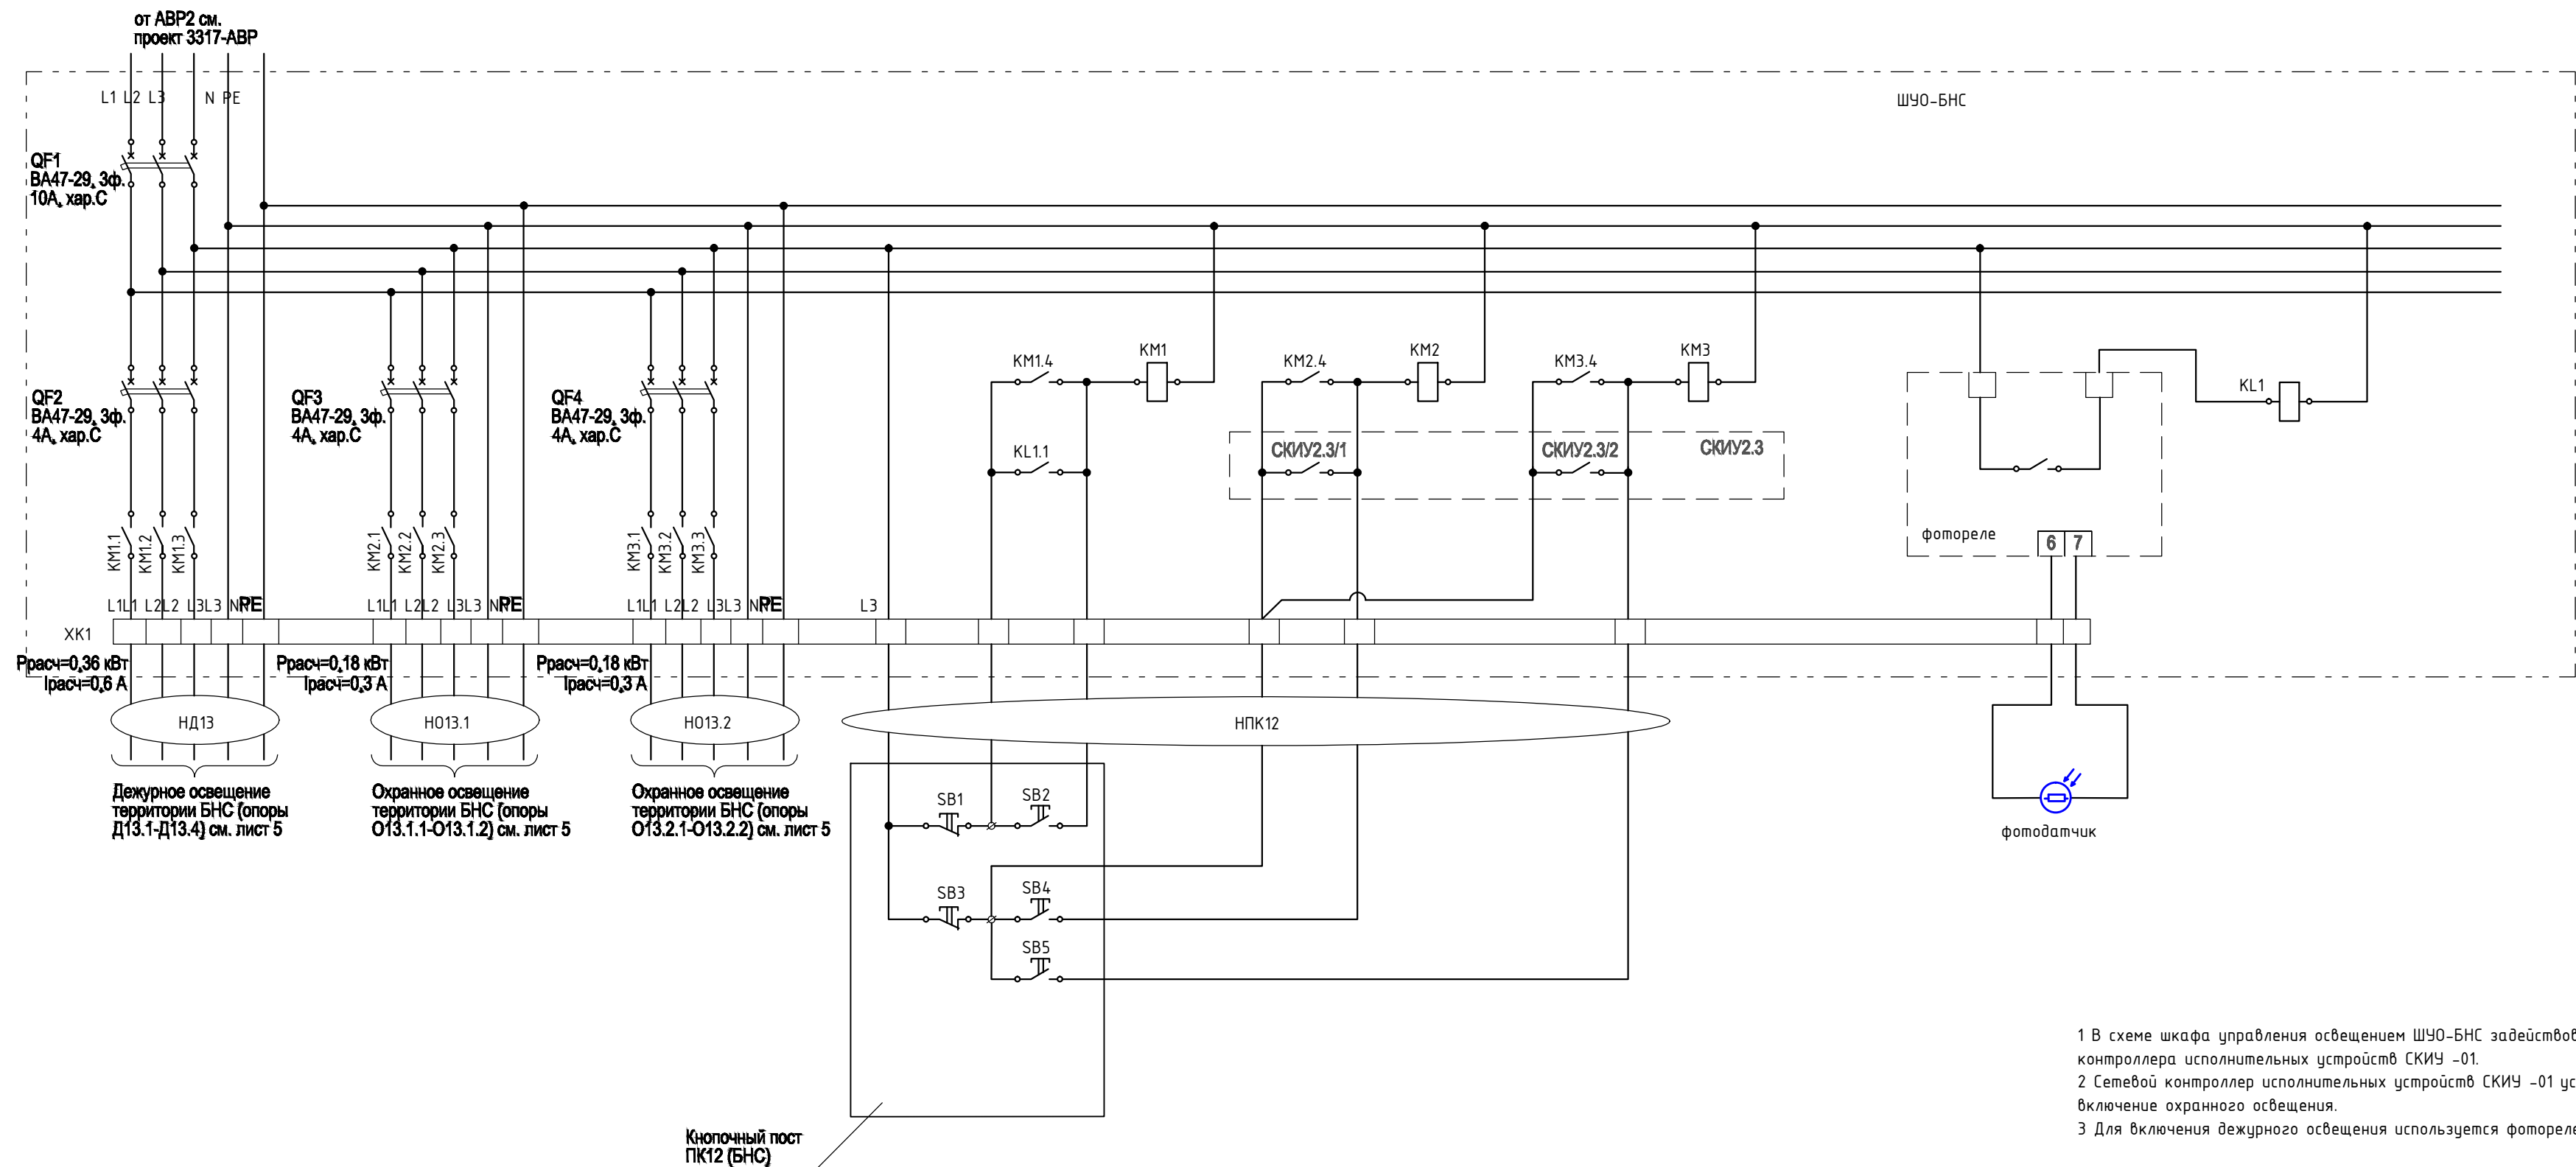 от АВР2 см.
проект 3317-АВР
L1 L2 L3 N PE
ШУО-БНС
QF1
ВА47-29, 3ф.
10А, хар.С
QF2
ВА47-29, 3ф.
4А, хар.С
QF3
ВА47-29, 3ф.
4А, хар.С
QF4
ВА47-29, 3ф.
4А, хар.С
KM1.4
KM1
KM2.4
KM2
KM3.4
KM3
KL1
KL1.1
СКИУ2.3/1
СКИУ2.3/2
СКИУ2.3
фотореле
6 7
KM1.1
KM1.2
KM1.3
KM2.1
KM2.2
KM2.3
KM3.1
KM3.2
KM3.3
L1 L1 L2 L2 L3 L3 N PE
L1 L1 L2 L2 L3 L3 N PE
L1 L1 L2 L2 L3 L3 N PE
L3
XK1
Ррасч=0,36 кВт
Iрасч=0,6 А
Ррасч=0,18 кВт
Iрасч=0,3 А
Ррасч=0,18 кВт
Iрасч=0,3 А
НД13
НО13.1
НО13.2
НПК12
Дежурное освещение
территории БНС (опоры
Д13.1-Д13.4) см. лист 5
Охранное освещение
территории БНС (опоры
О13.1.1-О13.1.2) см. лист 5
Охранное освещение
территории БНС (опоры
О13.2.1-О13.2.2) см. лист 5
SB1
SB2
SB3
SB4
SB5
фотодатчик
Кнопочный пост
ПК12 (БНС)
1 В схеме шкафа управления освещением ШУО-БНС
контроллера исполнительных устройств СКИУ -01.
2 Сетевой контроллер исполнительных устройств СКИУ -01
включение охранного освещения.
3 Для включения дежурного освещения используется фотореле